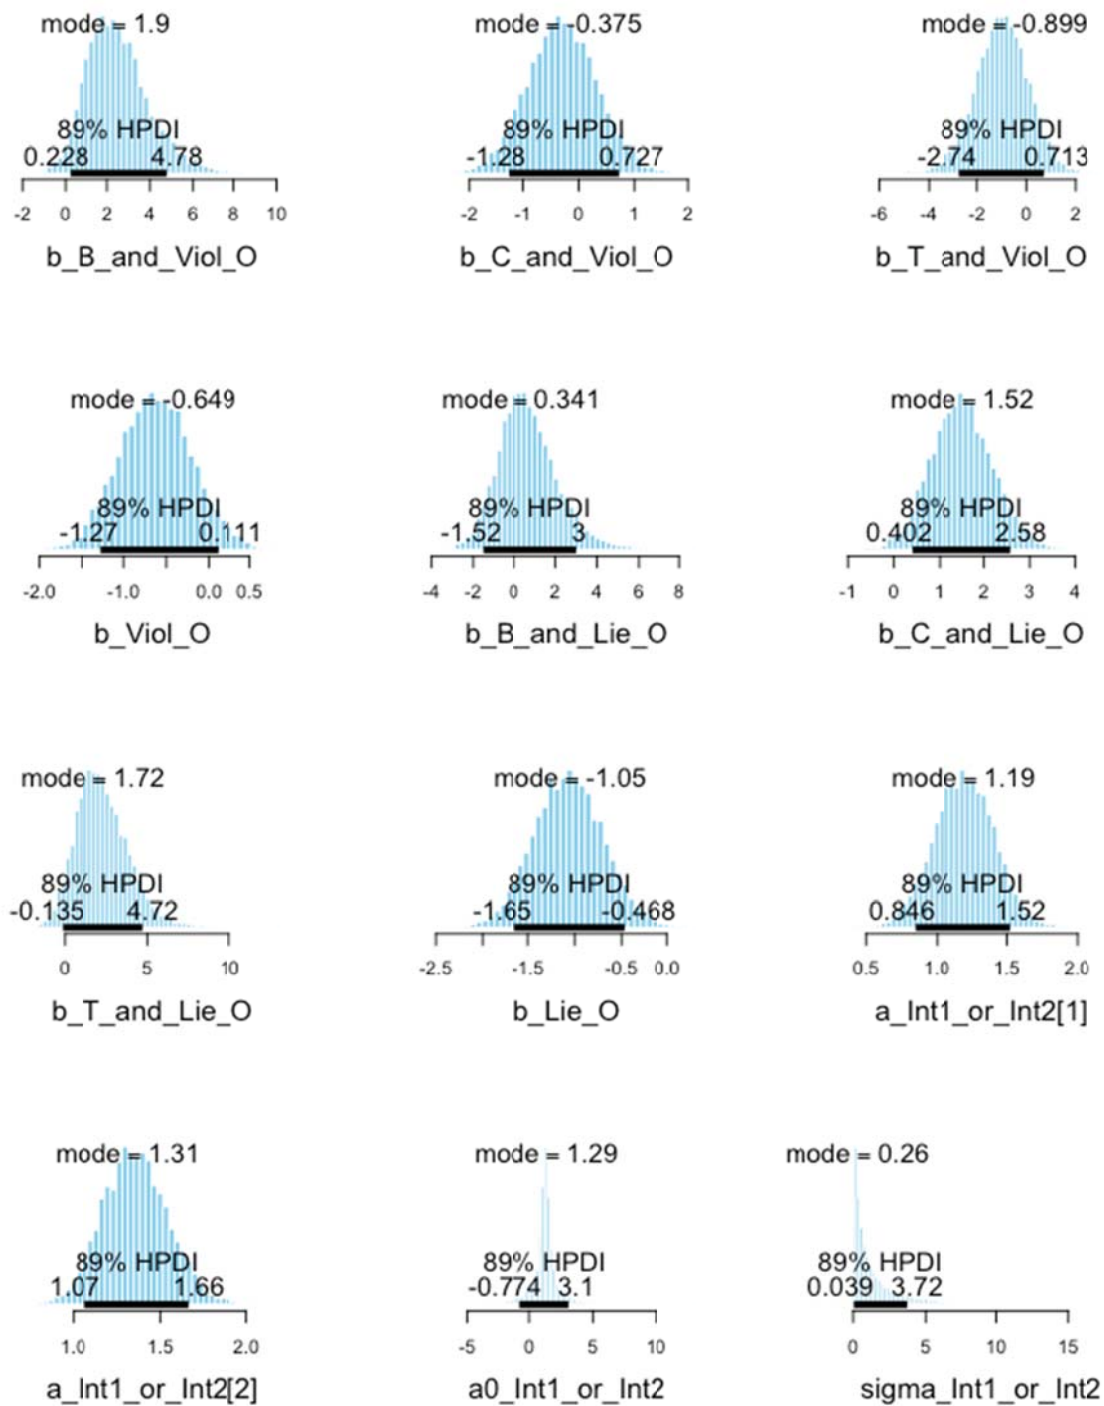 mode = 1.9
89% HPDI
0.228 4.78
-2 0 2 4 6 8 10
b_B_and_Viol_O
mode = -0.375
89% HPDI
-1.28 0.727
-2 -1 0 1 2
b_C_and_Viol_O
mode = -0.899
89% HPDI
-2.74 0.713
-6 -4 -2 0 2
b_T_and_Viol_O
mode = -0.649
89% HPDI
-1.27 0.111
-2.0 -1.0 0.0 0.5
b_Viol_O
mode = 0.341
89% HPDI
-1.52 3
-4 -2 0 2 4 6 8
b_B_and_Lie_O
mode = 1.52
89% HPDI
0.402 2.58
-1 0 1 2 3 4
b_C_and_Lie_O
mode = 1.72
89% HPDI
-0.135 4.72
0 5 10
b_T_and_Lie_O
mode = -1.05
89% HPDI
-1.65 -0.468
-2.5 -1.5 -0.5 0.0
b_Lie_O
mode = 1.19
89% HPDI
0.846 1.52
0.5 1.0 1.5 2.0
a_Int1_or_Int2[1]
mode = 1.31
89% HPDI
1.07 1.66
1.0 1.5 2.0
a_Int1_or_Int2[2]
mode = 1.29
89% HPDI
-0.774 3.1
-5 0 5 10
a0_Int1_or_Int2
mode = 0.26
89% HPDI
0.039 3.72
0 5 10 15
sigma_Int1_or_Int2